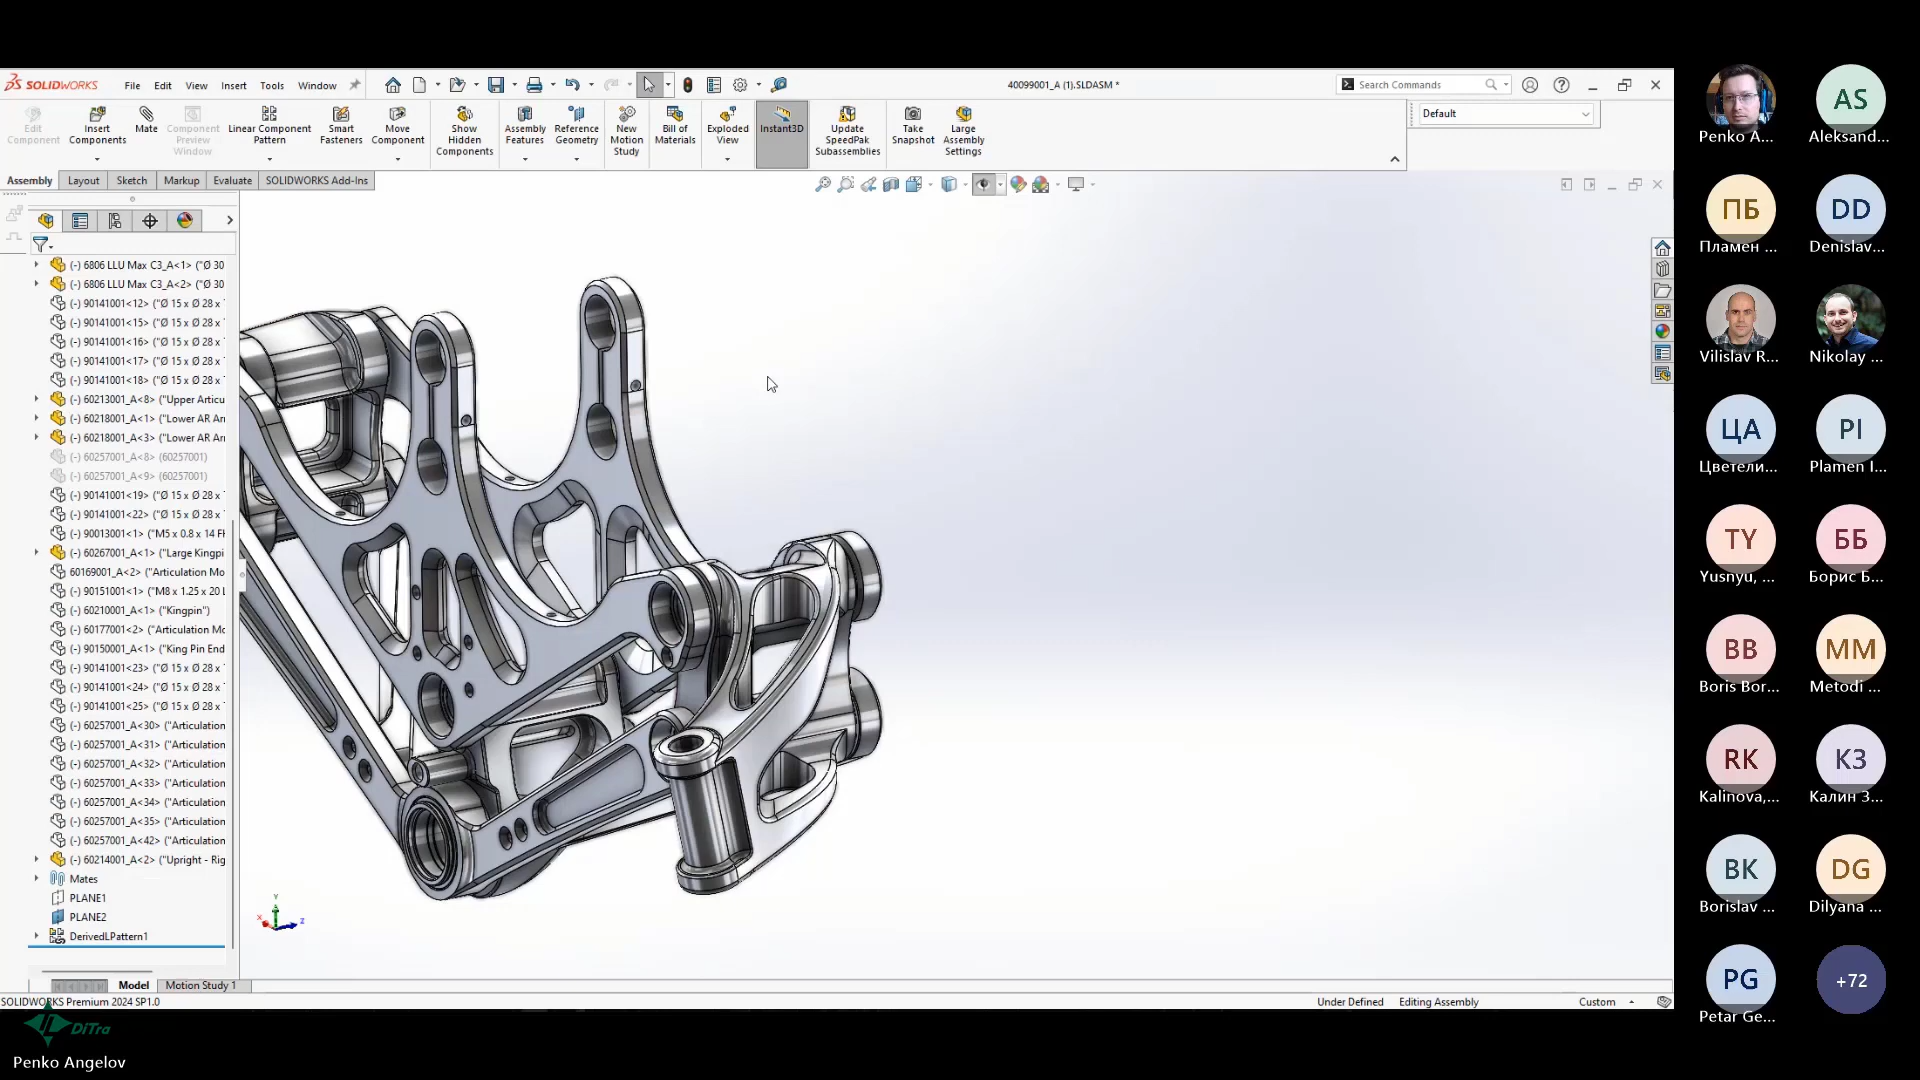 SOLIDWORKS
File Edit View Insert Tools Window
40099001_A (1).SLDASM *
Search Commands
Edit Component
Insert Components
Mate
Component Preview Window
Linear Component Pattern
Smart Fasteners
Move Component
Show Hidden Components
Assembly Features
Reference Geometry
New Motion Study
Bill of Materials
Exploded View
Instant3D
Update SpeedPak Subassemblies
Take Snapshot
Large Assembly Settings
Default
Assembly Layout Sketch Markup Evaluate SOLIDWORKS Add-Ins
(-) 6806 LLU Max C3_A<1> ("Ø 30
(-) 6806 LLU Max C3_A<2> ("Ø 30
(-) 90141001<12> ("Ø 15 x Ø 28 x
(-) 90141001<15> ("Ø 15 x Ø 28 x
(-) 90141001<16> ("Ø 15 x Ø 28 x
(-) 90141001<17> ("Ø 15 x Ø 28 x
(-) 90141001<18> ("Ø 15 x Ø 28 x
(-) 60213001_A<8> ("Upper Articu
(-) 60218001_A<1> ("Lower AR Arr
(-) 60218001_A<3> ("Lower AR Arr
(-) 60257001_A<8> (60257001)
(-) 60257001_A<9> (60257001)
(-) 90141001<19> ("Ø 15 x Ø 28 x
(-) 90141001<22> ("Ø 15 x Ø 28 x
(-) 90013001<1> ("M5 x 0.8 x 14 Fl
(-) 60267001_A<1> ("Large Kingpi
60169001_A<2> ("Articulation Mo
(-) 90151001<1> ("M8 x 1.25 x 20 l
(-) 60210001_A<1> ("Kingpin")
(-) 60177001<2> ("Articulation Mc
(-) 90150001_A<1> ("King Pin End
(-) 90141001<23> ("Ø 15 x Ø 28 x
(-) 90141001<24> ("Ø 15 x Ø 28 x
(-) 90141001<25> ("Ø 15 x Ø 28 x
(-) 60257001_A<30> ("Articulation
(-) 60257001_A<31> ("Articulation
(-) 60257001_A<32> ("Articulation
(-) 60257001_A<33> ("Articulation
(-) 60257001_A<34> ("Articulation
(-) 60257001_A<35> ("Articulation
(-) 60257001_A<42> ("Articulation
(-) 60214001_A<2> ("Upright - Rig
Mates
PLANE1
PLANE2
DerivedLPattern1
Y
X
Z
Model Motion Study 1
SOLIDWORKS Premium 2024 SP1.0
Under Defined Editing Assembly Custom
DiTra
Penko Angelov
AS
Penko A... Aleksand...
ПБ DD
Пламен ... Denislav...
Vilislav R... Nikolay ...
ЦА PI
Цветели... Plamen I...
TY ББ
Yusnyu, ... Борис Б...
BB MM
Boris Bor... Metodi ...
RK КЗ
Kalinova,... Калин З...
BK DG
Borislav ... Dilyana ...
PG +72
Petar Ge...